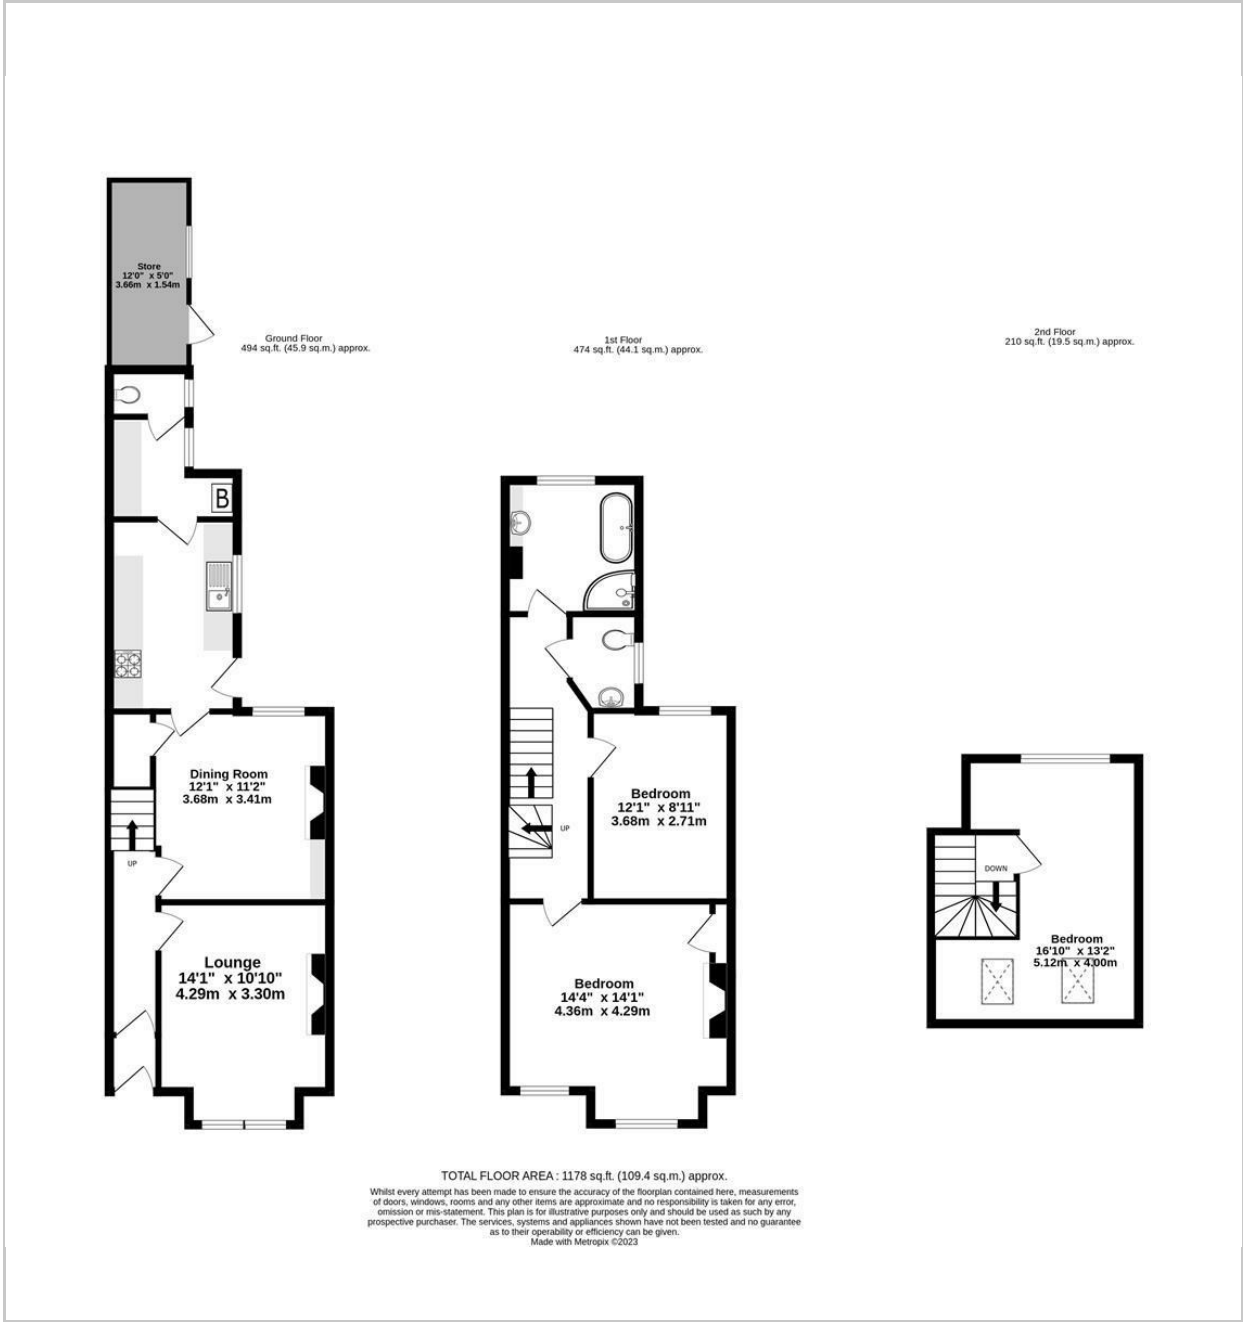 Store
12'0" x 5'0"
3.66m x 1.54m
Ground Floor
494 sq.ft. (45.9 sq.m.) approx.
1st Floor
474 sq.ft. (44.1 sq.m.) approx.
2nd Floor
210 sq.ft. (19.5 sq.m.) approx.
B
Dining Room
12'1" x 11'2"
3.68m x 3.41m
UP
Lounge
14'1" x 10'10"
4.29m x 3.30m
Bedroom
12'1" x 8'11"
3.68m x 2.71m
UP
Bedroom
14'4" x 14'1"
4.36m x 4.29m
DOWN
Bedroom
16'10" x 13'2"
5.12m x 4.00m
TOTAL FLOOR AREA : 1178 sq.ft. (109.4 sq.m.) approx.
Whilst every attempt has been made to ensure the accuracy of the floorplan contained here, measurements
of doors, windows, rooms and any other items are approximate and no responsibility is taken for any error,
omission or mis-statement. This plan is for illustrative purposes only and should be used as such by any
prospective purchaser. The services, systems and appliances shown have not been tested and no guarantee
as to their operability or efficiency can be given.
Made with Metropix ©2023